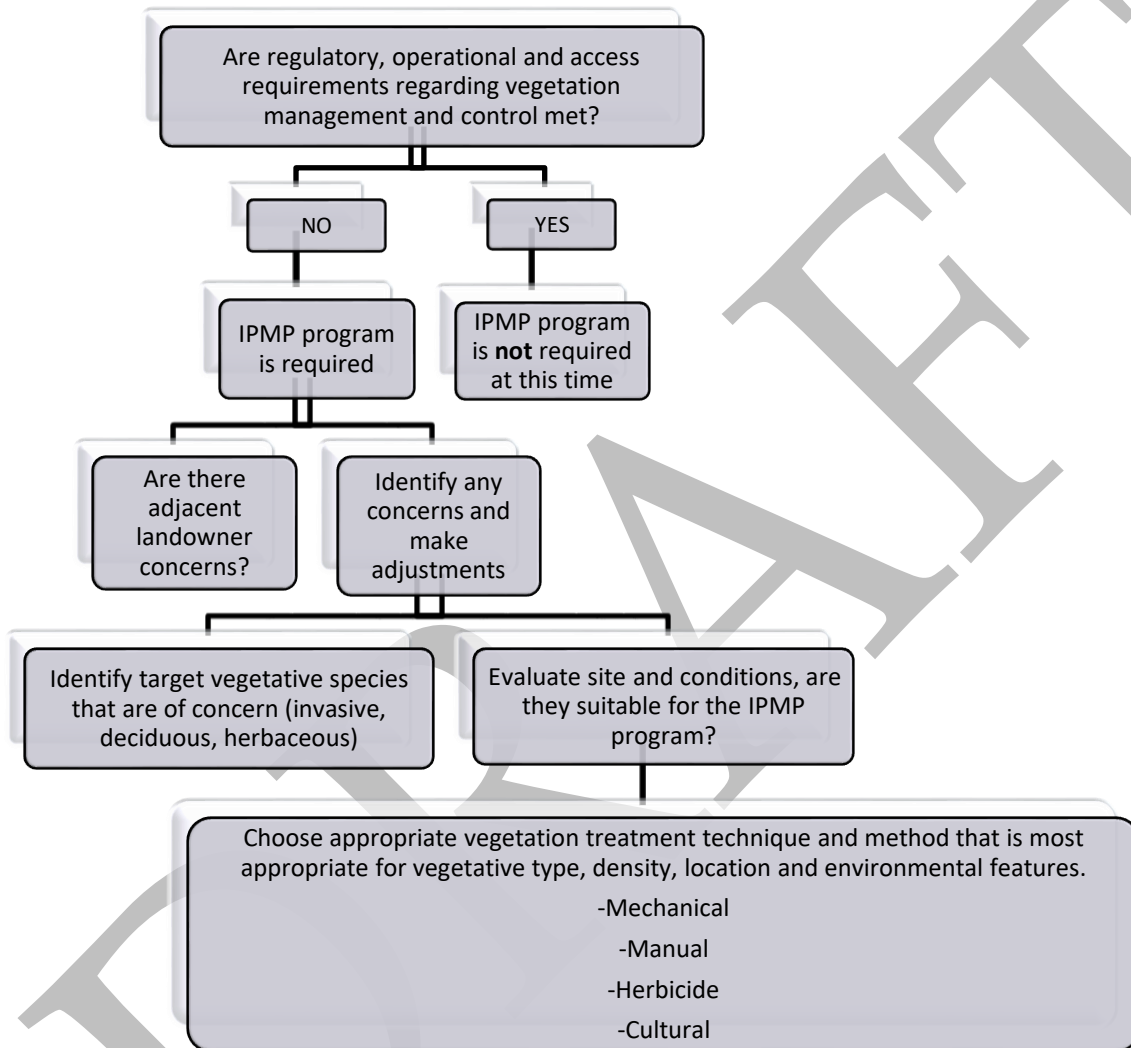 Are regulatory, operational and access
requirements regarding vegetation
management and control met?
NO
YES
IPMP program
is required
IPMP program
is not required
at this time
Are there
adjacent
landowner
concerns?
Identify any
concerns and
make
adjustments
Identify target vegetative species
that are of concern (invasive,
deciduous, herbaceous)
Evaluate site and conditions, are
they suitable for the IPMP
program?
Choose appropriate vegetation treatment technique and method that is most
appropriate for vegetative type, density, location and environmental features.
-Mechanical
-Manual
-Herbicide
-Cultural
DRAFT